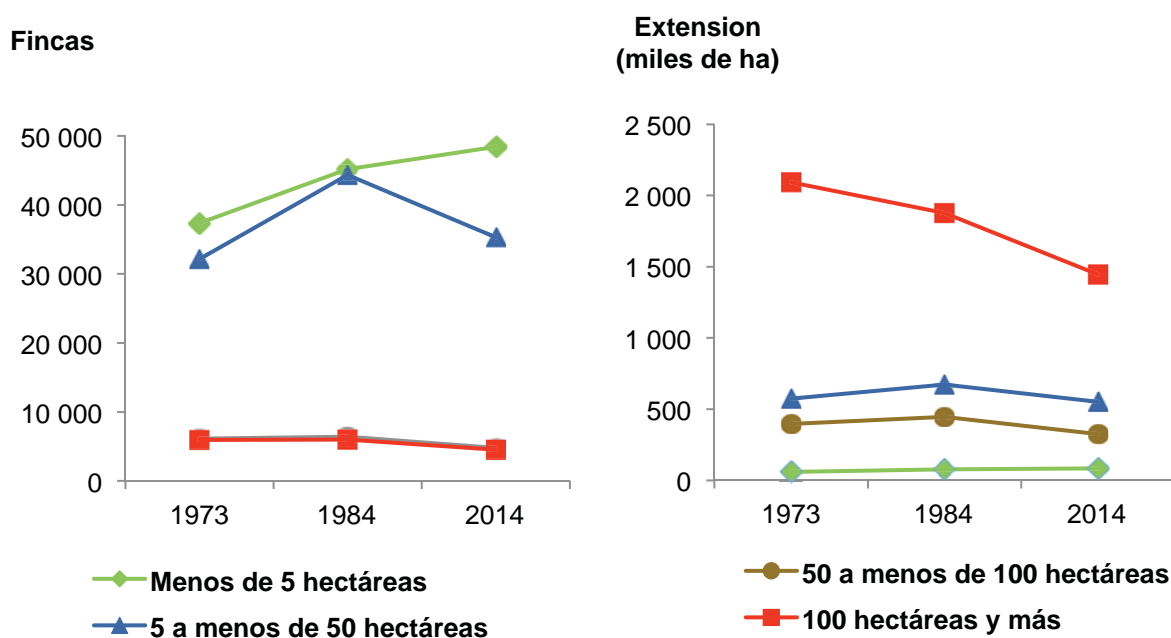 Fincas
50 000
40 000
30 000
20 000
10 000
0
1973 1984 2014
Extension
(miles de ha)
2 500
2 000
1 500
1 000
500
0
1973 1984 2014
Menos de 5 hectáreas
5 a menos de 50 hectáreas
50 a menos de 100 hectáreas
100 hectáreas y más